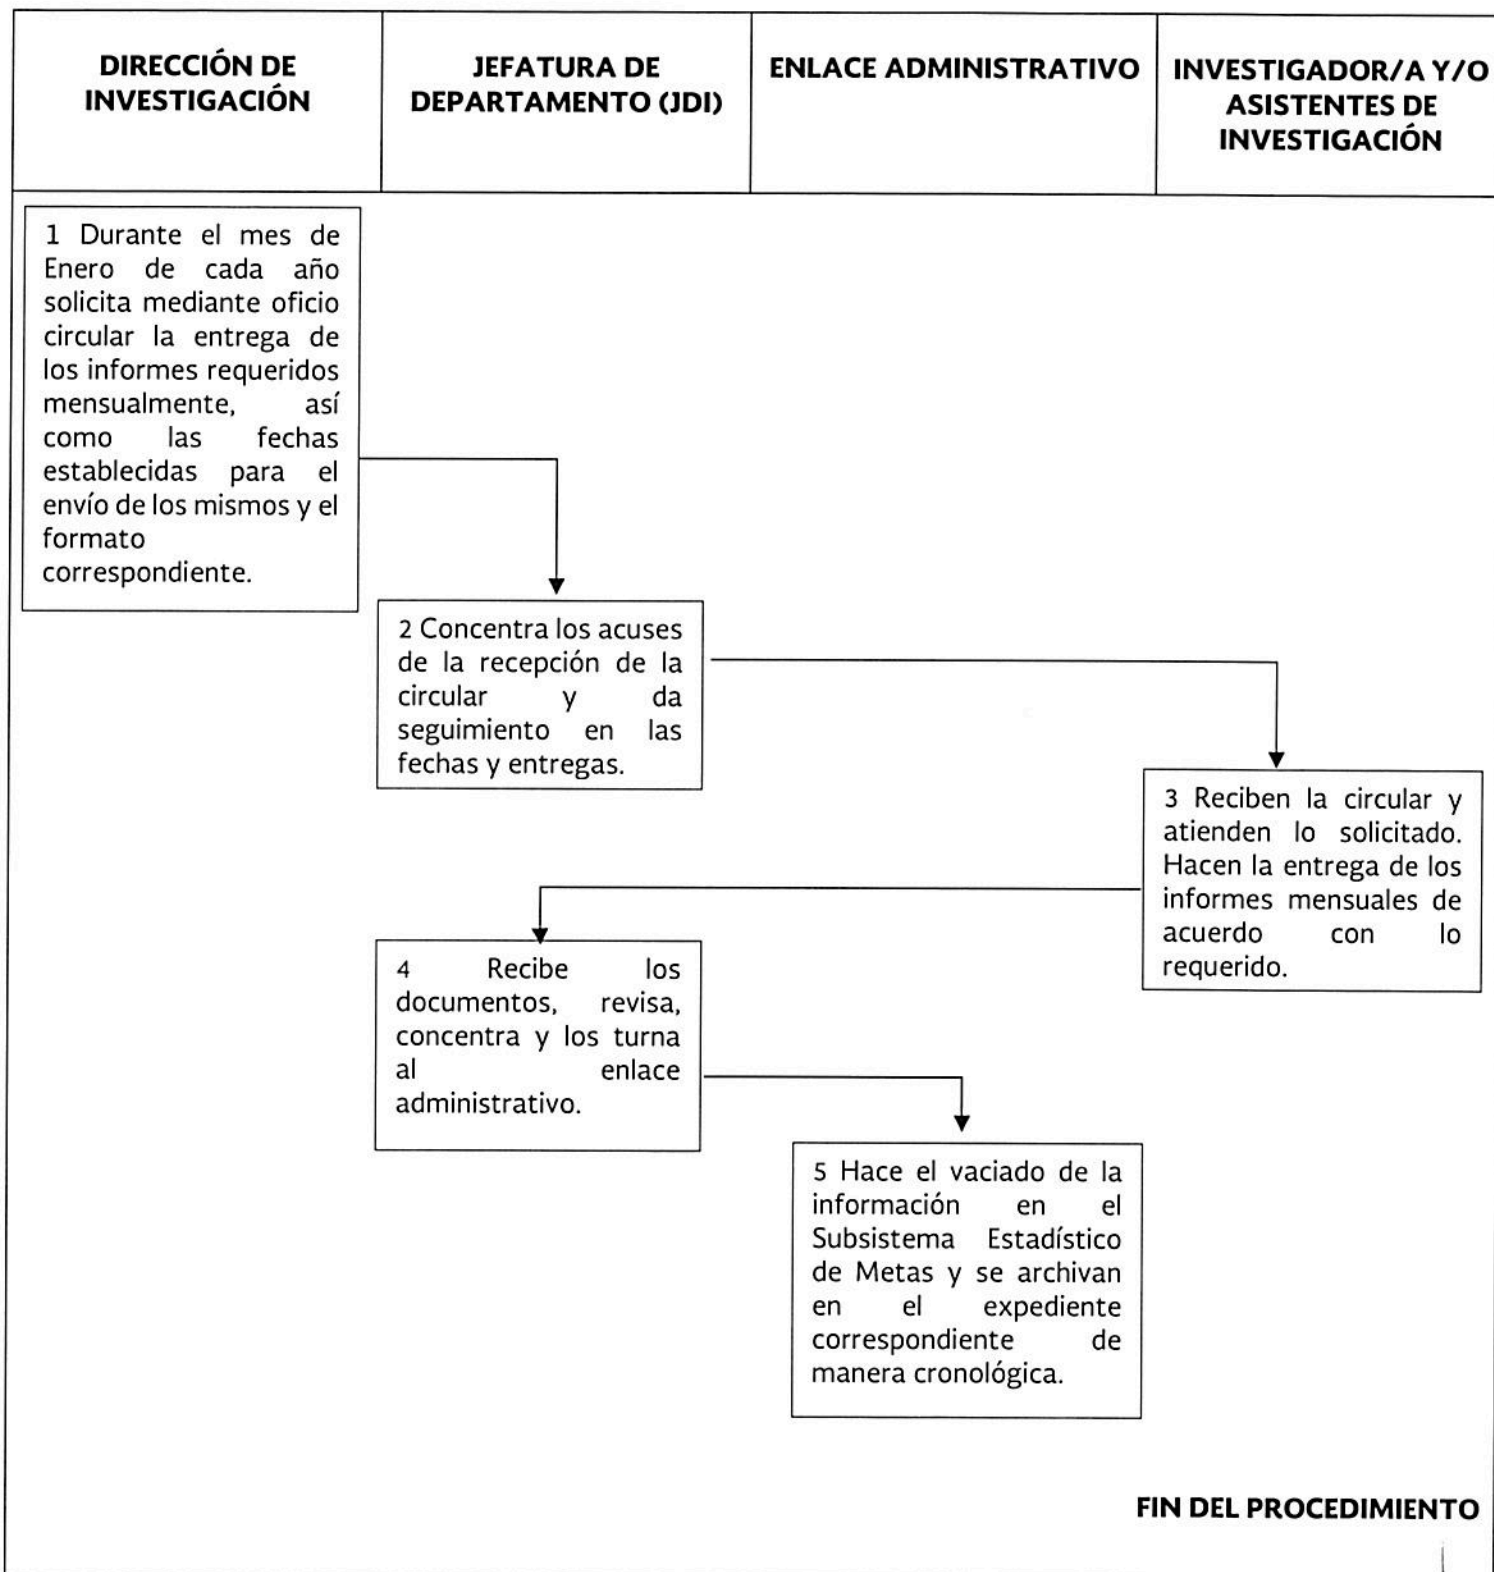 DIRECCIÓN DE
INVESTIGACIÓN
JEFATURA DE
DEPARTAMENTO (JDI)
ENLACE ADMINISTRATIVO
INVESTIGADOR/A Y/O
ASISTENTES DE
INVESTIGACIÓN
1 Durante el mes de
Enero de cada año
solicita mediante oficio
circular la entrega de
los informes requeridos
mensualmente, así
como las fechas
establecidas para el
envío de los mismos y el
formato
correspondiente.
2 Concentra los acuses
de la recepción de la
circular y da
seguimiento en las
fechas y entregas.
3 Reciben la circular y
atienden lo solicitado.
Hacen la entrega de los
informes mensuales de
acuerdo con lo
requerido.
4 Recibe los
documentos, revisa,
concentra y los turna
al enlace
administrativo.
5 Hace el vaciado de la
información en el
Subsistema Estadístico
de Metas y se archivan
en el expediente
correspondiente de
manera cronológica.
FIN DEL PROCEDIMIENTO